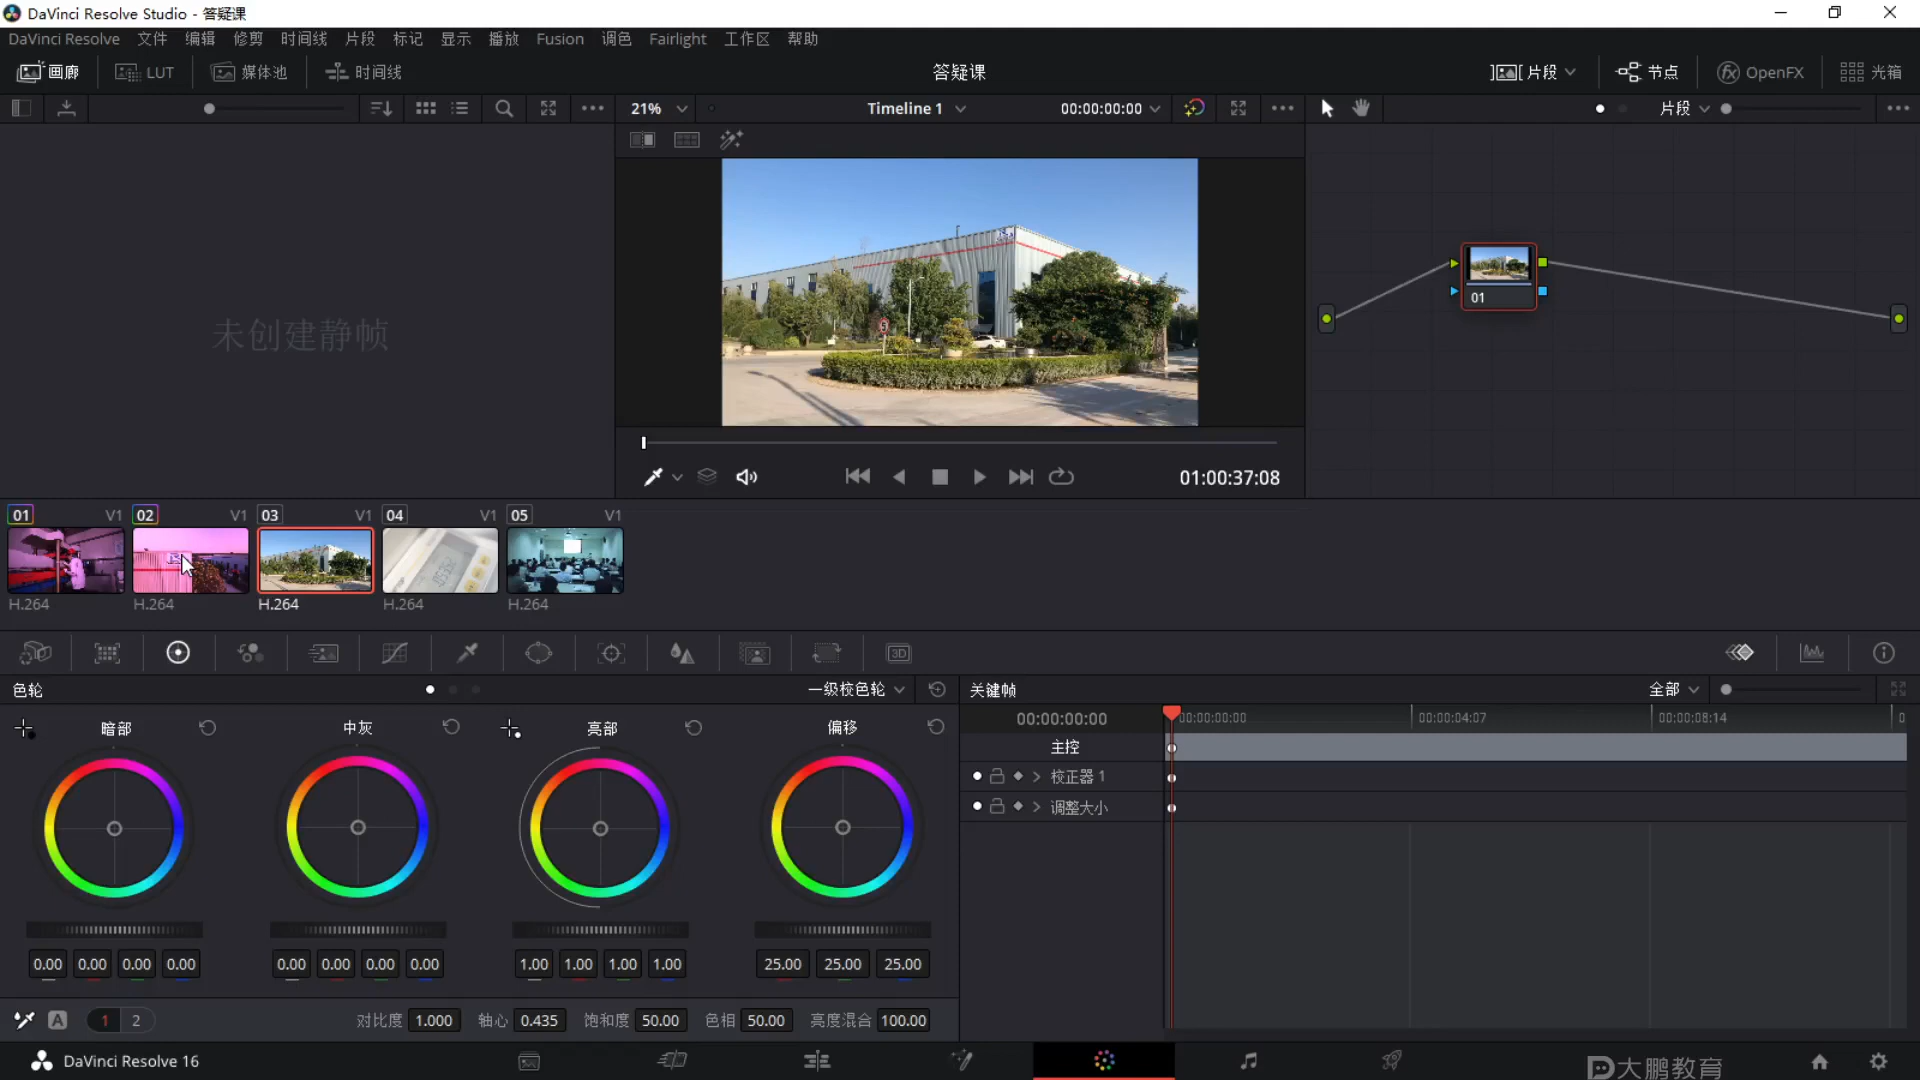 DaVinci Resolve Studio - 答疑课
DaVinci Resolve 文件 编辑 修剪 时间线 片段 标记 显示 播放 Fusion 调色 Fairlight 工作区 帮助
画廊 LUT 媒体池 时间线 答疑课 片段 节点 OpenFX 光箱
21% Timeline 1 00:00:00:00 片段
未创建静帧
01
01:00:37:08
01 V1 02 V1 03 V1 04 V1 05 V1
H.264 H.264 H.264 H.264 H.264
3D
色轮 一级校色轮 关键帧 全部
暗部 中灰 亮部 偏移
00:00:00:00 00:00:00:00 00:00:04:07 00:00:08:14
主控
校正器 1
调整大小
0.00 0.00 0.00 0.00 0.00 0.00 0.00 0.00 1.00 1.00 1.00 1.00 25.00 25.00 25.00
A 1 2 对比度 1.000 轴心 0.435 饱和度 50.00 色相 50.00 亮度混合 100.00
DaVinci Resolve 16 大鹏教育